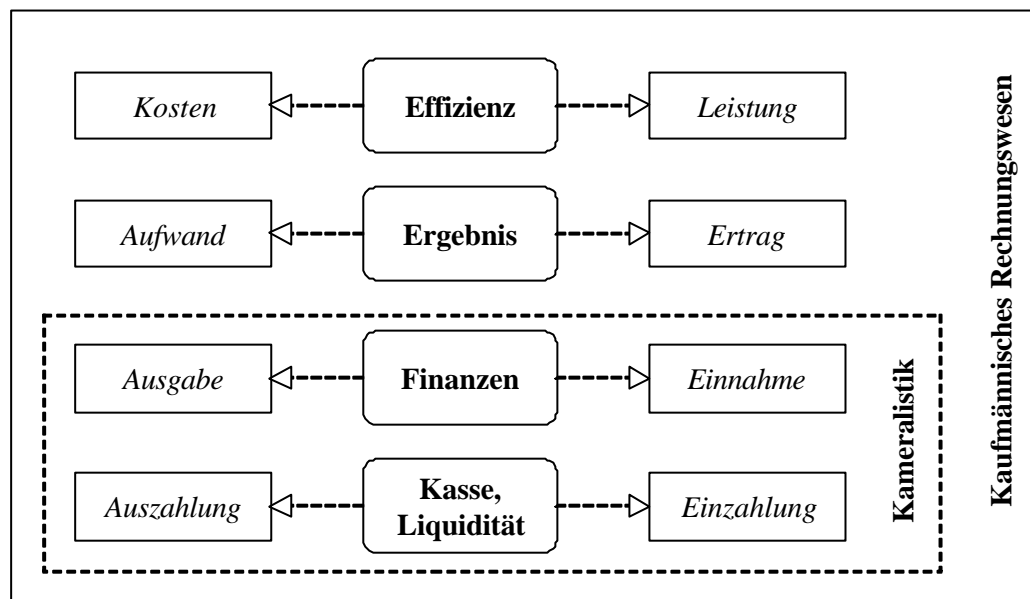 Kosten
Effizienz
Leistung
Aufwand
Ergebnis
Ertrag
Ausgabe
Finanzen
Einnahme
Auszahlung
Kasse,
Liquidität
Einzahlung
Kameralistik
Kaufmännisches Rechnungswesen